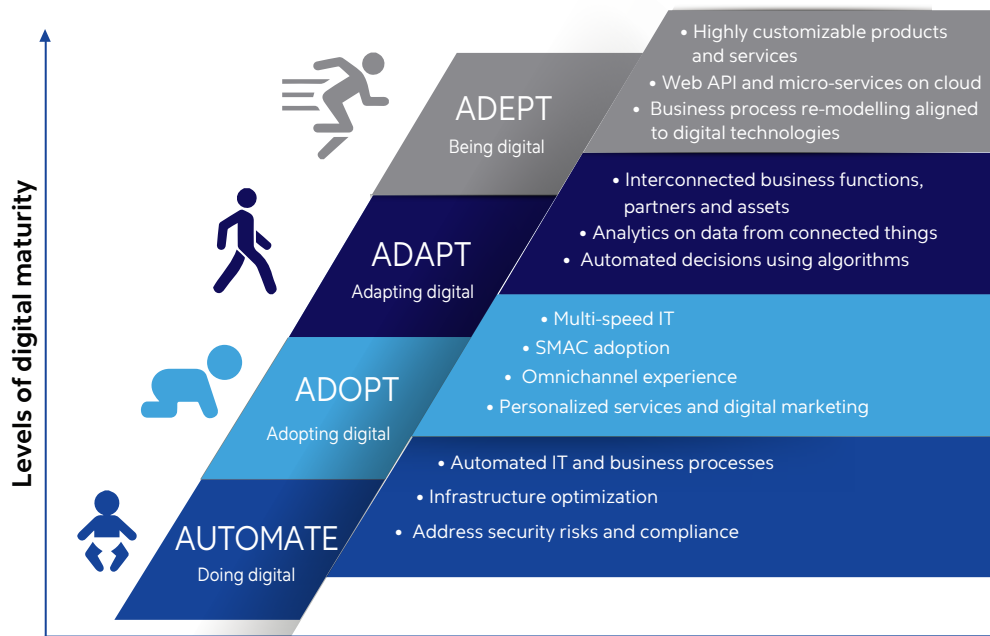 Levels of digital maturity
ADEPT
Being digital
• Highly customizable products
and services
• Web API and micro-services on cloud
• Business process re-modelling aligned
to digital technologies
ADAPT
Adapting digital
• Interconnected business functions,
partners and assets
• Analytics on data from connected things
• Automated decisions using algorithms
ADOPT
Adopting digital
• Multi-speed IT
• SMAC adoption
• Omnichannel experience
• Personalized services and digital marketing
AUTOMATE
Doing digital
• Automated IT and business processes
• Infrastructure optimization
• Address security risks and compliance